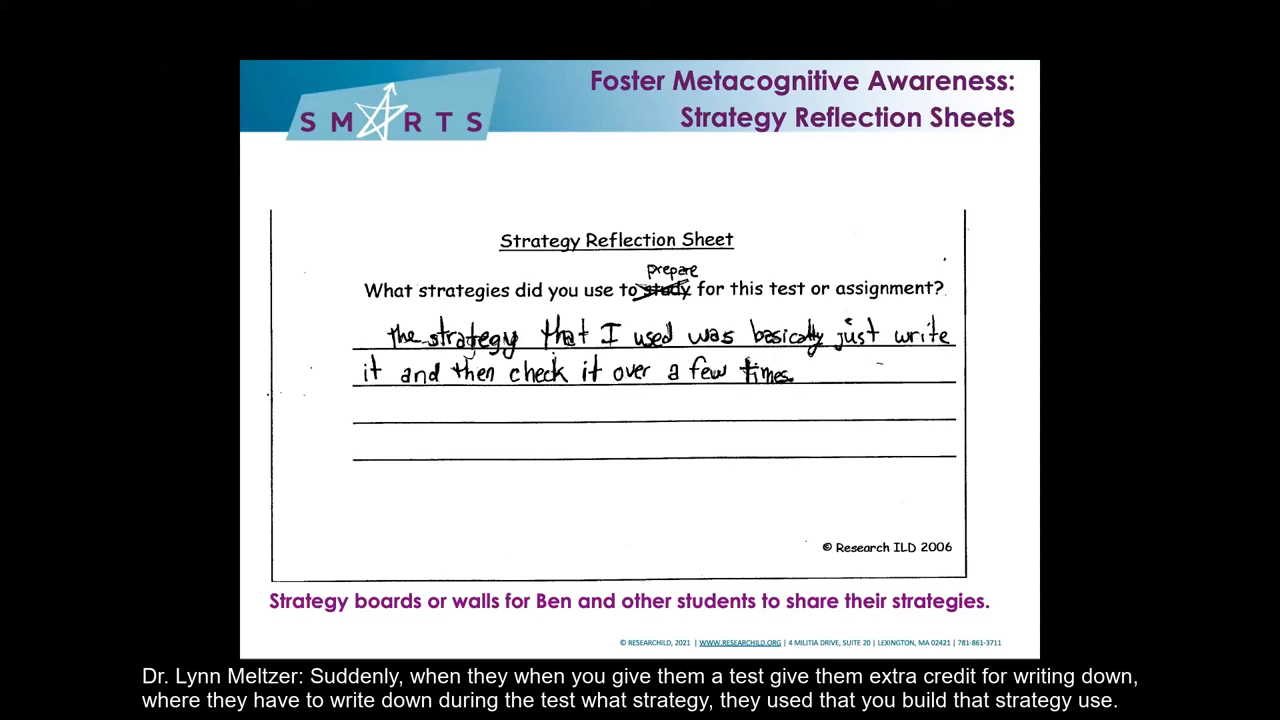 Foster Metacognitive Awareness:
Strategy Reflection Sheets
SMARTS
Strategy Reflection Sheet
prepare
What strategies did you use to study for this test or assignment?
the strategy that I used was basically just write
it and then check it over a few times.
© Research ILD 2006
Strategy boards or walls for Ben and other students to share their strategies.
© RESEARCHILD, 2021 | WWW.RESEARCHILD.ORG | 4 MILITIA DRIVE, SUITE 20 | LEXINGTON, MA 02421 | 781-861-3711
Dr. Lynn Meltzer: Suddenly, when they when you give them a test give them extra credit for writing down,
where they have to write down during the test what strategy, they used that you build that strategy use.